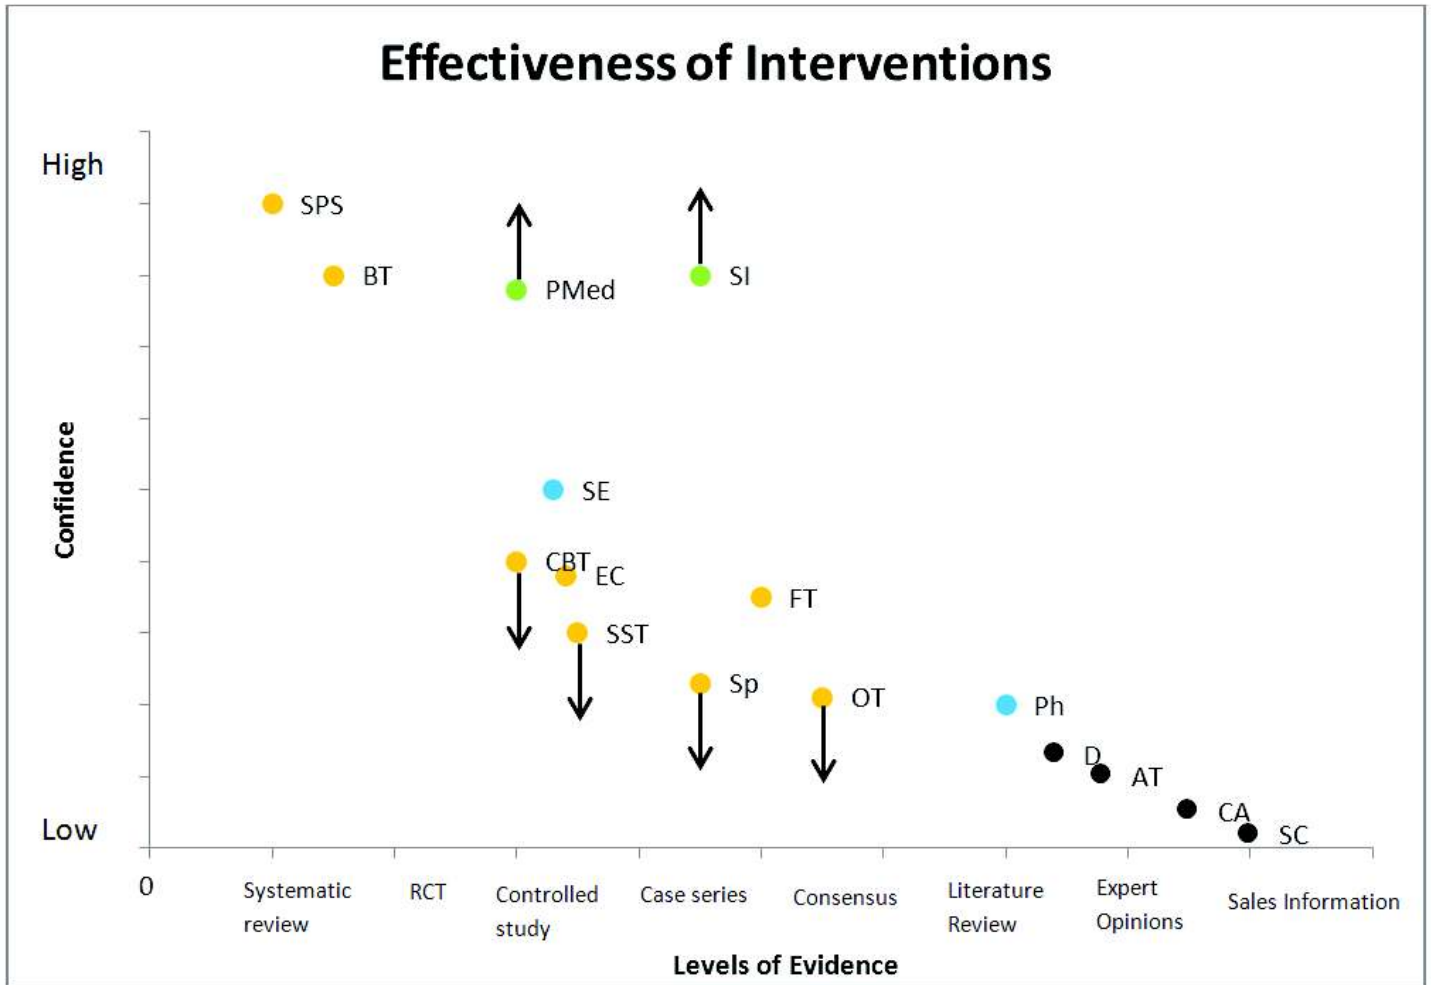 Effectiveness of Interventions
High
SPS
BT
PMed
SI
Confidence
SE
CBT
EC
FT
SST
Sp
OT
Ph
D
AT
CA
SC
Low
0
Systematic
review
RCT
Controlled
study
Case series
Consensus
Literature
Review
Expert
Opinions
Sales Information
Levels of Evidence